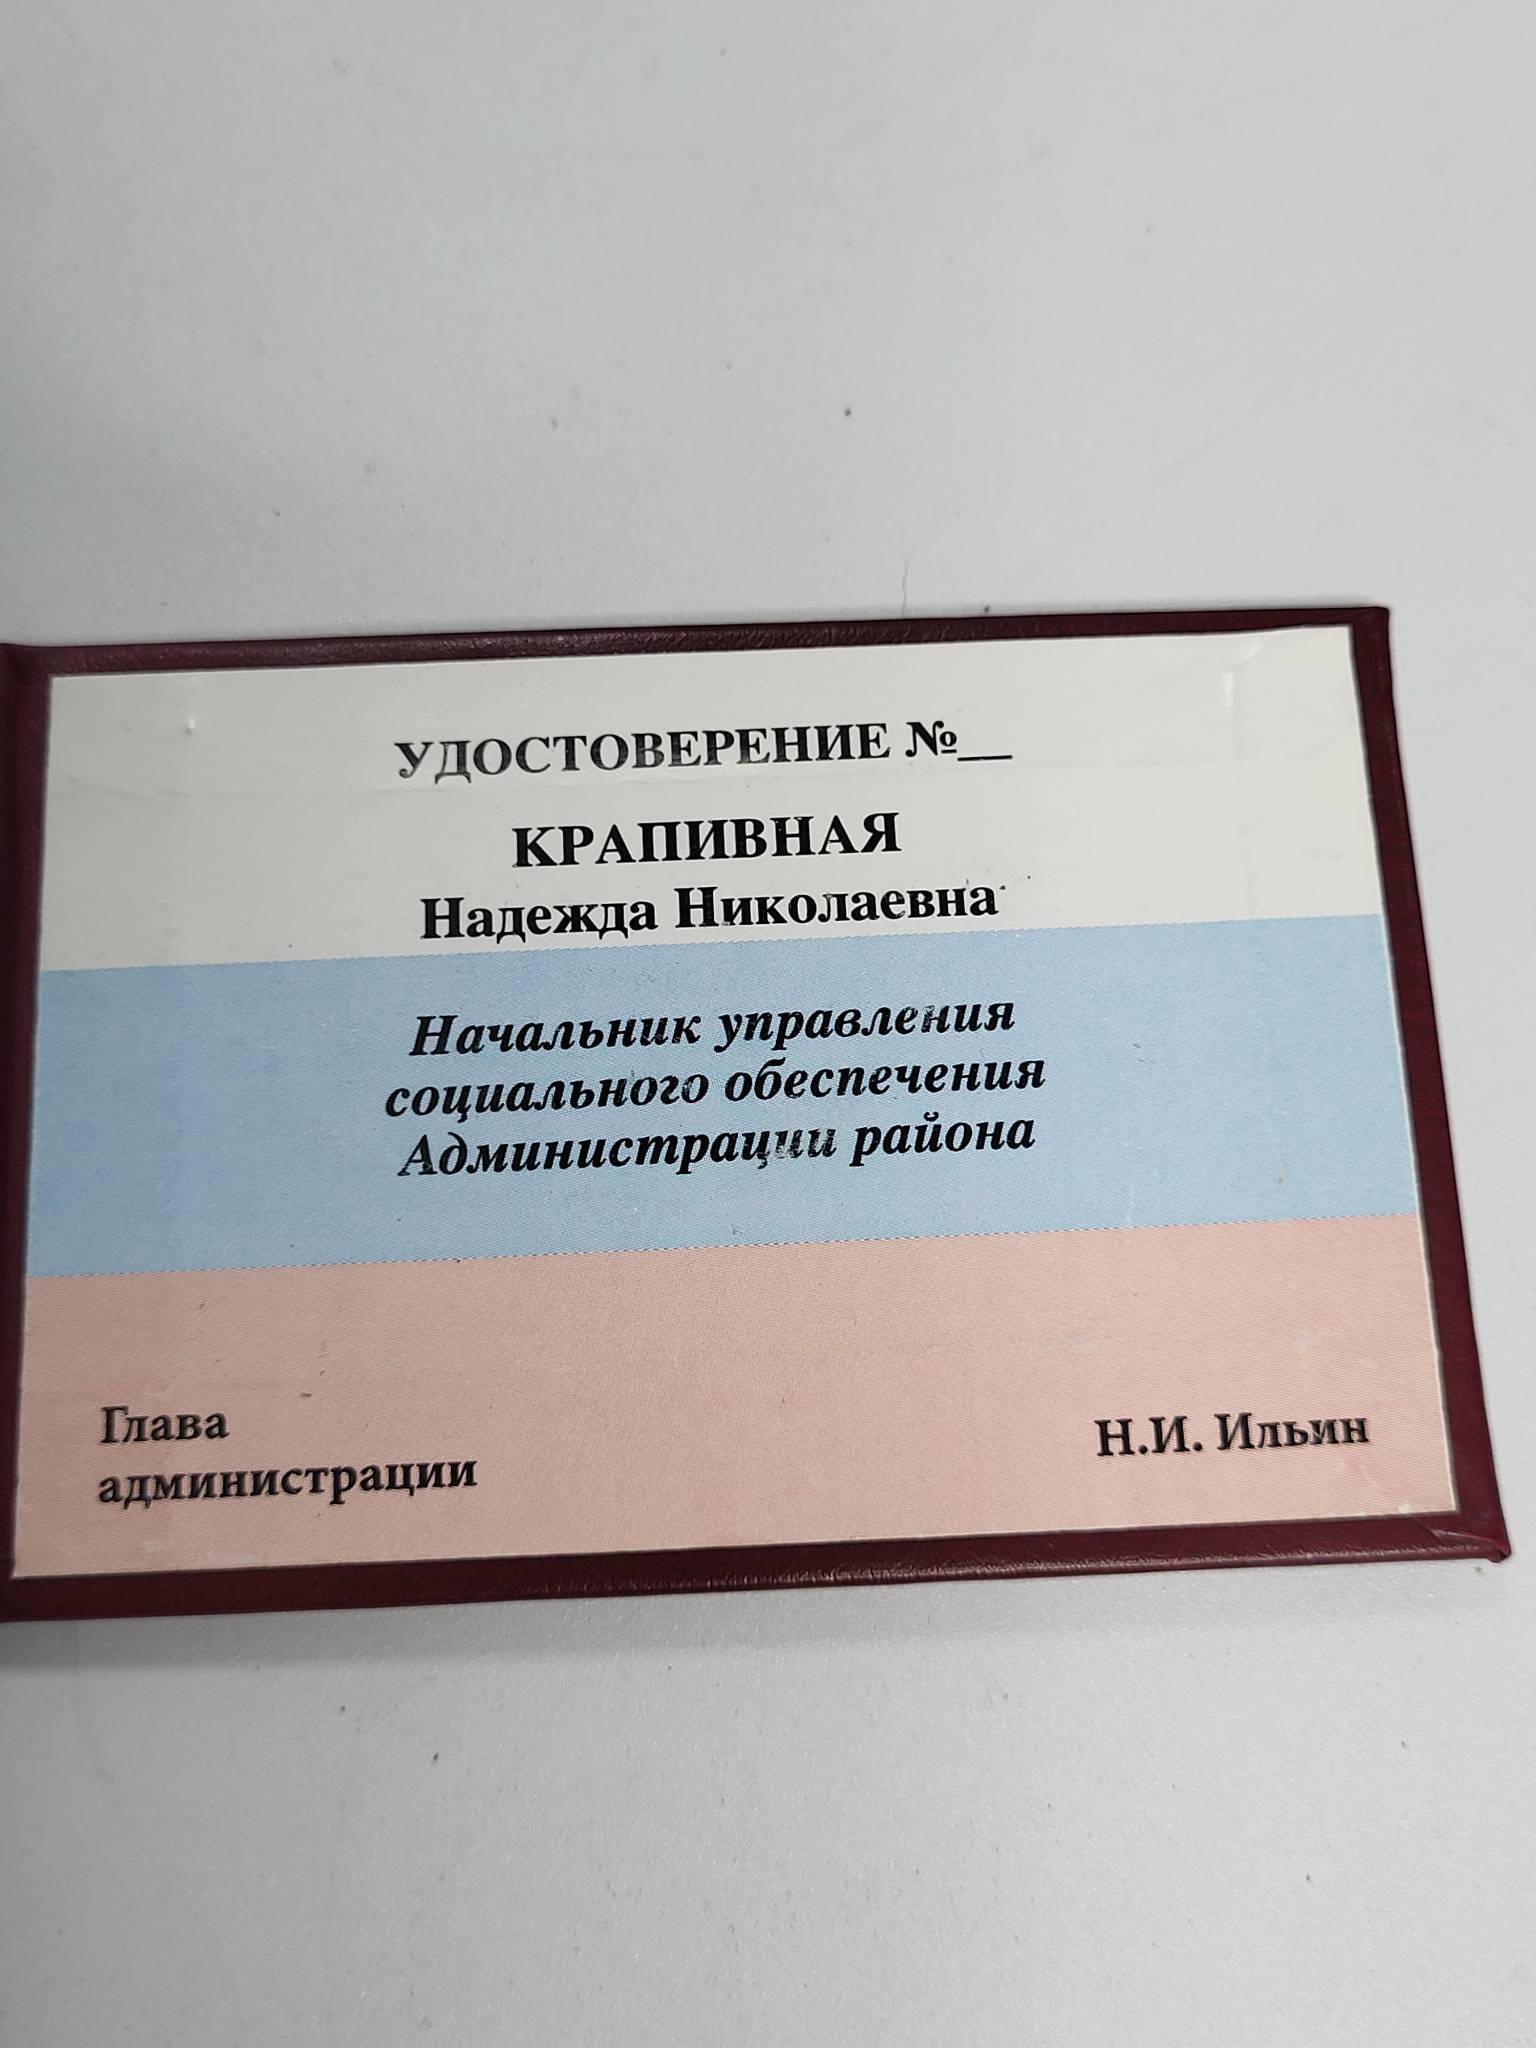 УДОСТОВЕРЕНИЕ №__
КРАПИВНАЯ
Надежда Николаевна
Начальник управления
социального обеспечения
Администрации района
Глава
администрации
Н.И. Ильин